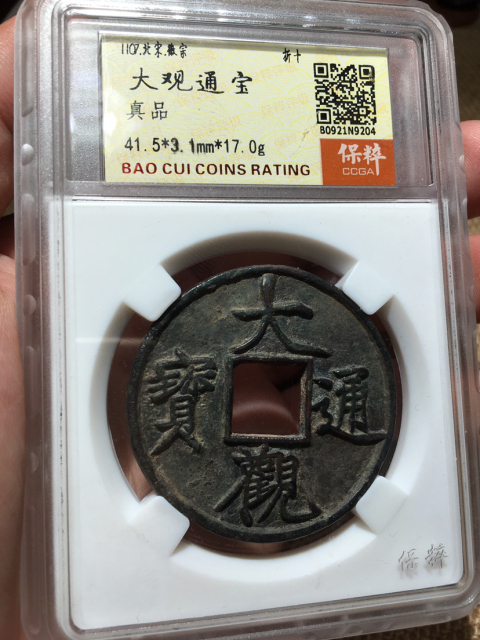 1107.北宋.徽宗 折十
大观通宝
真品
B0921N9204
41.5*3.1mm*17.0g
保粹
CCGA
BAO CUI COINS RATING
大觀通寶
保粹